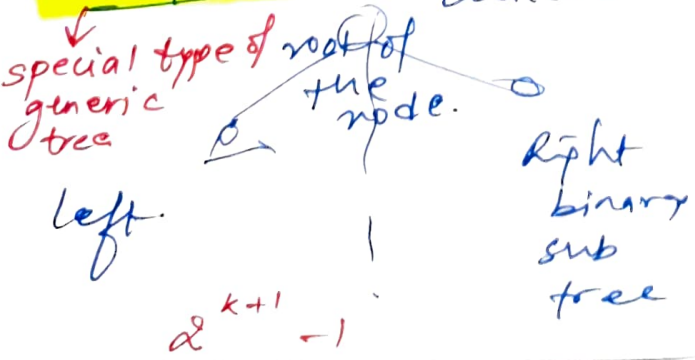 special type of
generic
tree
root of
the
node.
left.
Right
binary
sub
tree
2^{k+1} - 1